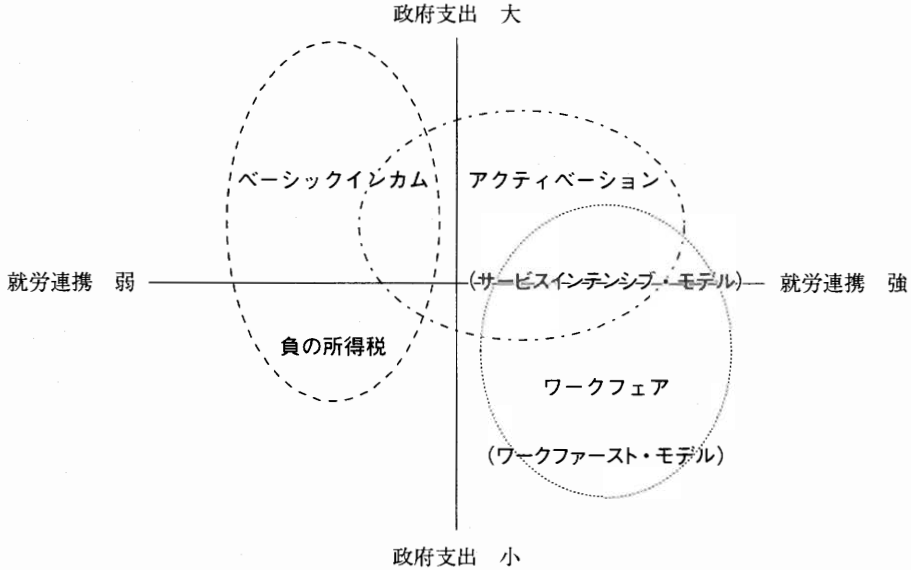 政府支出 大
ベーシックインカム
アクティベーション
就労連携 弱
(サービスインテンシブ・モデル)
就労連携 強
負の所得税
ワークフェア
(ワークファースト・モデル)
政府支出 小